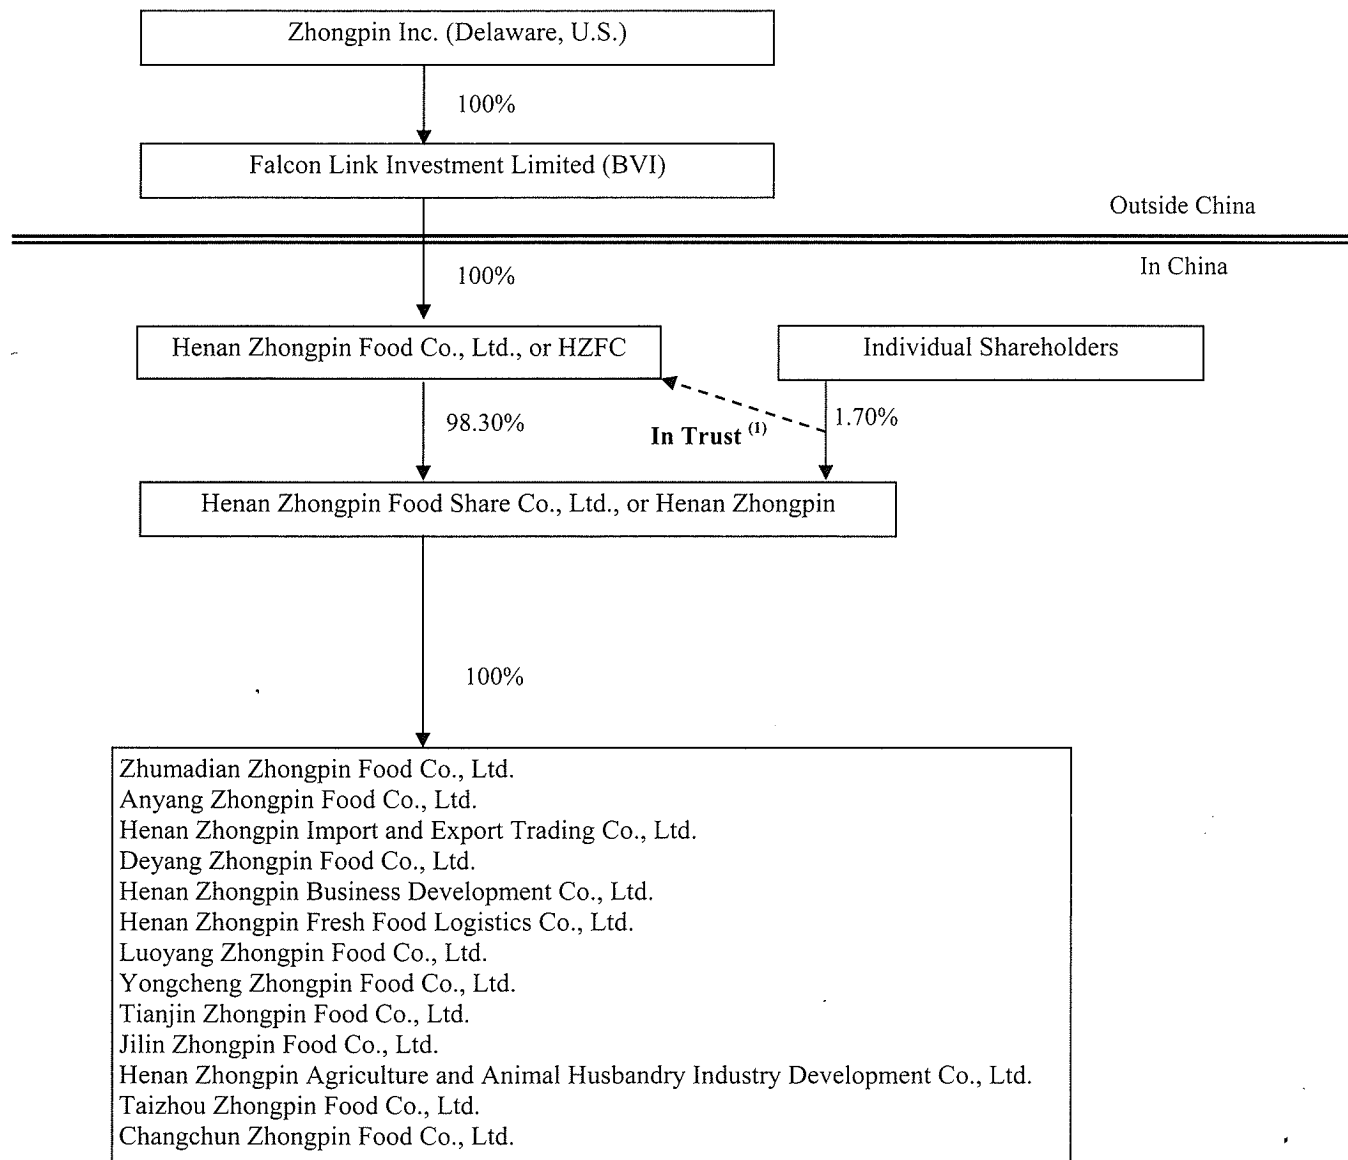 Zhongpin Inc. (Delaware, U.S.)
100%
Falcon Link Investment Limited (BVI)
Outside China
In China
100%
Henan Zhongpin Food Co., Ltd., or HZFC
Individual Shareholders
98.30%
In Trust (1)
1.70%
Henan Zhongpin Food Share Co., Ltd., or Henan Zhongpin
100%
Zhumadian Zhongpin Food Co., Ltd.
Anyang Zhongpin Food Co., Ltd.
Henan Zhongpin Import and Export Trading Co., Ltd.
Deyang Zhongpin Food Co., Ltd.
Henan Zhongpin Business Development Co., Ltd.
Henan Zhongpin Fresh Food Logistics Co., Ltd.
Luoyang Zhongpin Food Co., Ltd.
Yongcheng Zhongpin Food Co., Ltd.
Tianjin Zhongpin Food Co., Ltd.
Jilin Zhongpin Food Co., Ltd.
Henan Zhongpin Agriculture and Animal Husbandry Industry Development Co., Ltd.
Taizhou Zhongpin Food Co., Ltd.
Changchun Zhongpin Food Co., Ltd.